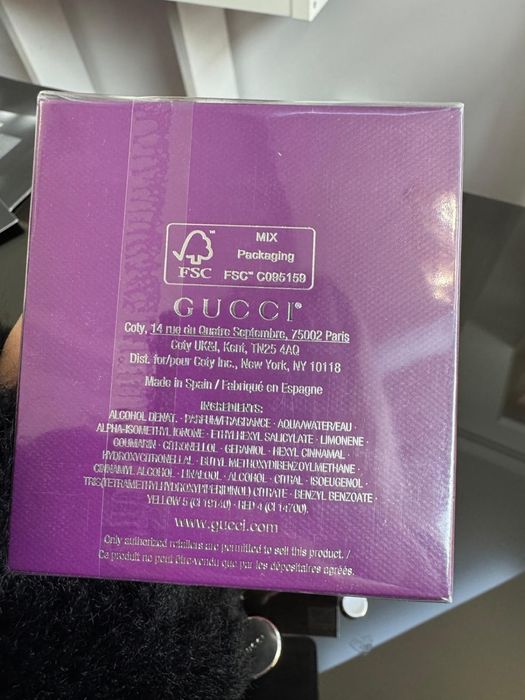 MIX
Packaging
FSC™ C095159
FSC
GUCCI®
Coty, 14 rue du Quatre Septembre, 75002 Paris
Coty UK&I, Kent, TN25 4AQ
Dist. for/pour Coty Inc., New York, NY 10118
Made in Spain / Fabriqué en Espagne
INGREDIENTS:
ALCOHOL DENAT. · PARFUM/FRAGRANCE · AQUA/WATER/EAU ·
ALPHA-ISOMETHYL IONONE · ETHYLHEXYL SALICYLATE · LIMONENE ·
COUMARIN · CITRONELLOL · GERANIOL · HEXYL CINNAMAL ·
HYDROXYCITRONELLAL · BUTYL METHOXYDIBENZOYLMETHANE ·
CINNAMYL ALCOHOL · LINALOOL · ALCOHOL · CITRAL · ISOEUGENOL ·
TRIS(TETRAMETHYLHYDROXYPIPERIDINOL) CITRATE · BENZYL BENZOATE ·
YELLOW 5 (CI 19140) · RED 4 (CI 14700).
www.gucci.com
Only authorized retailers are permitted to sell this product. /
Ce produit ne peut être vendu que par les dépositaires agréés.